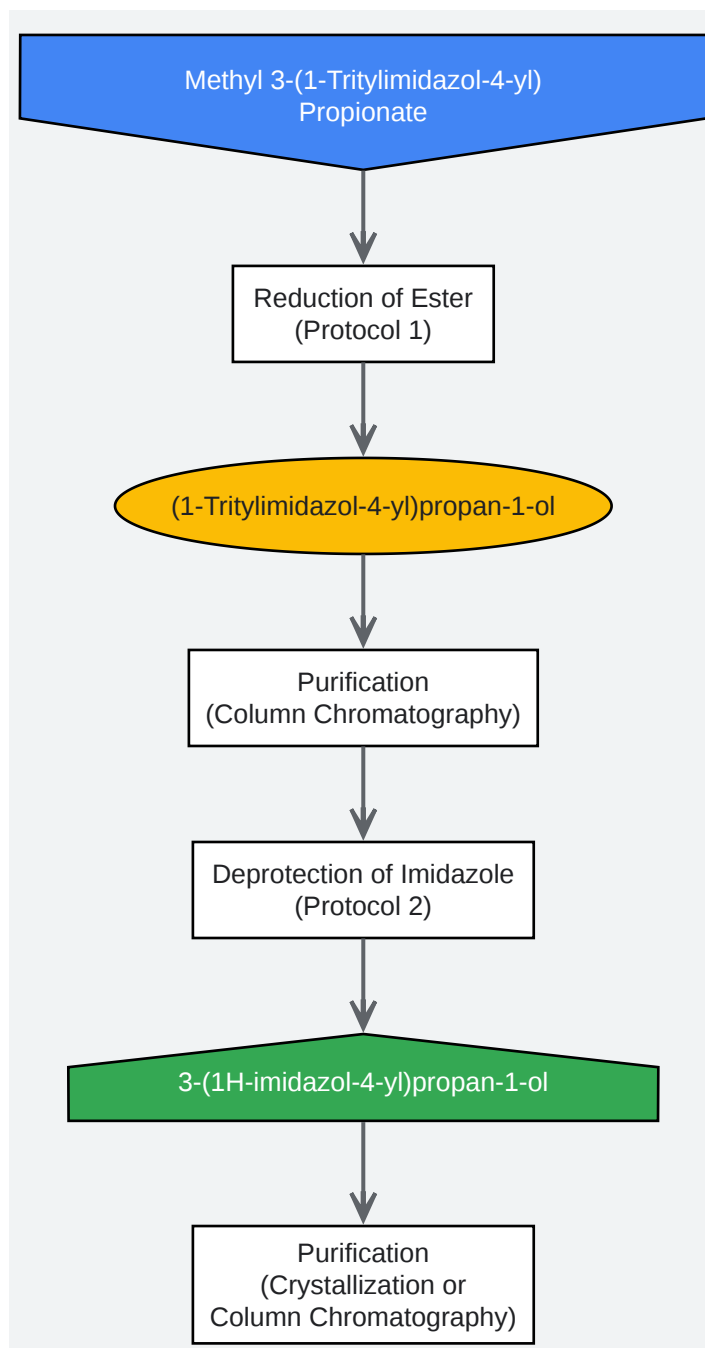 Methyl 3-(1-Tritylimidazol-4-yl)
Propionate
Reduction of Ester
(Protocol 1)
(1-Tritylimidazol-4-yl)propan-1-ol
Purification
(Column Chromatography)
Deprotection of Imidazole
(Protocol 2)
3-(1H-imidazol-4-yl)propan-1-ol
Purification
(Crystallization or
Column Chromatography)